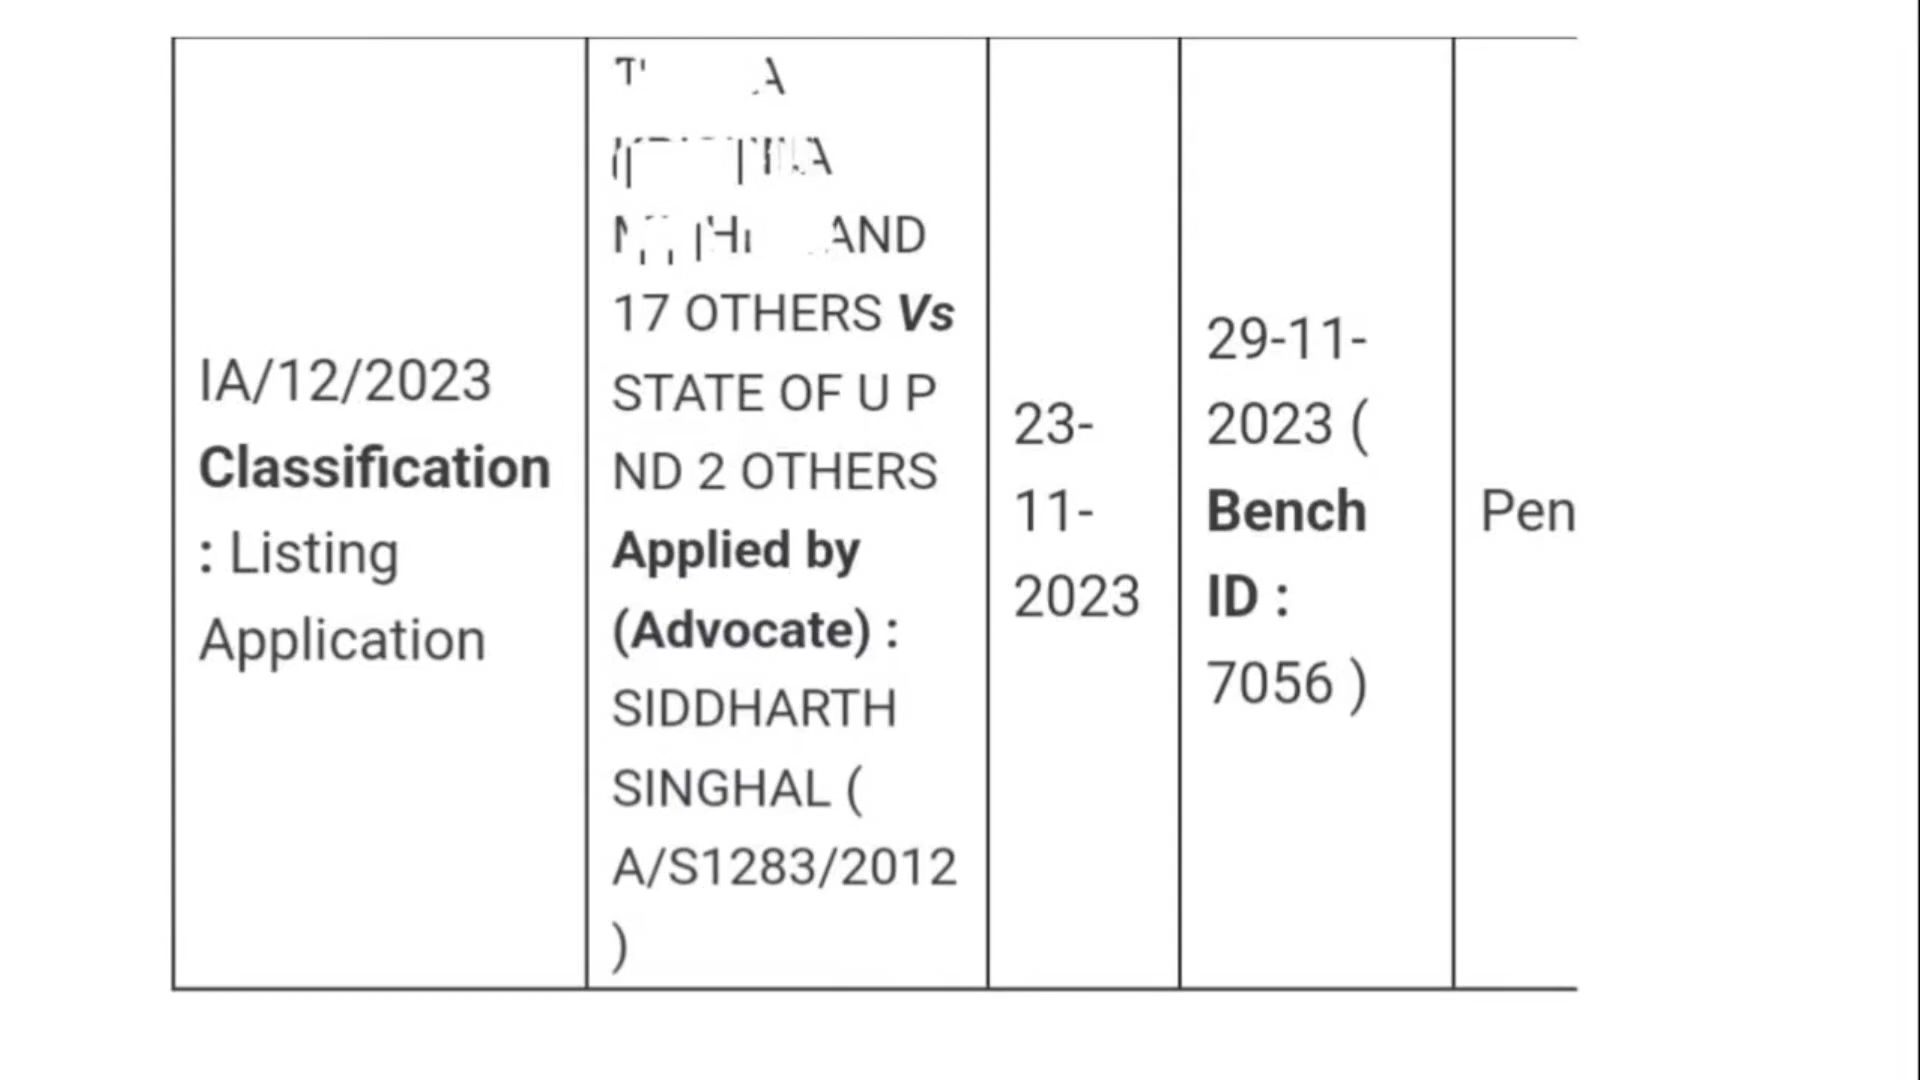 IA/12/2023
Classification
: Listing
Application
AND
17 OTHERS Vs
STATE OF U P
ND 2 OTHERS
Applied by
(Advocate) :
SIDDHARTH
SINGHAL (
A/S1283/2012
)
23-
11-
2023
29-11-
2023 (
Bench
ID :
7056 )
Pen